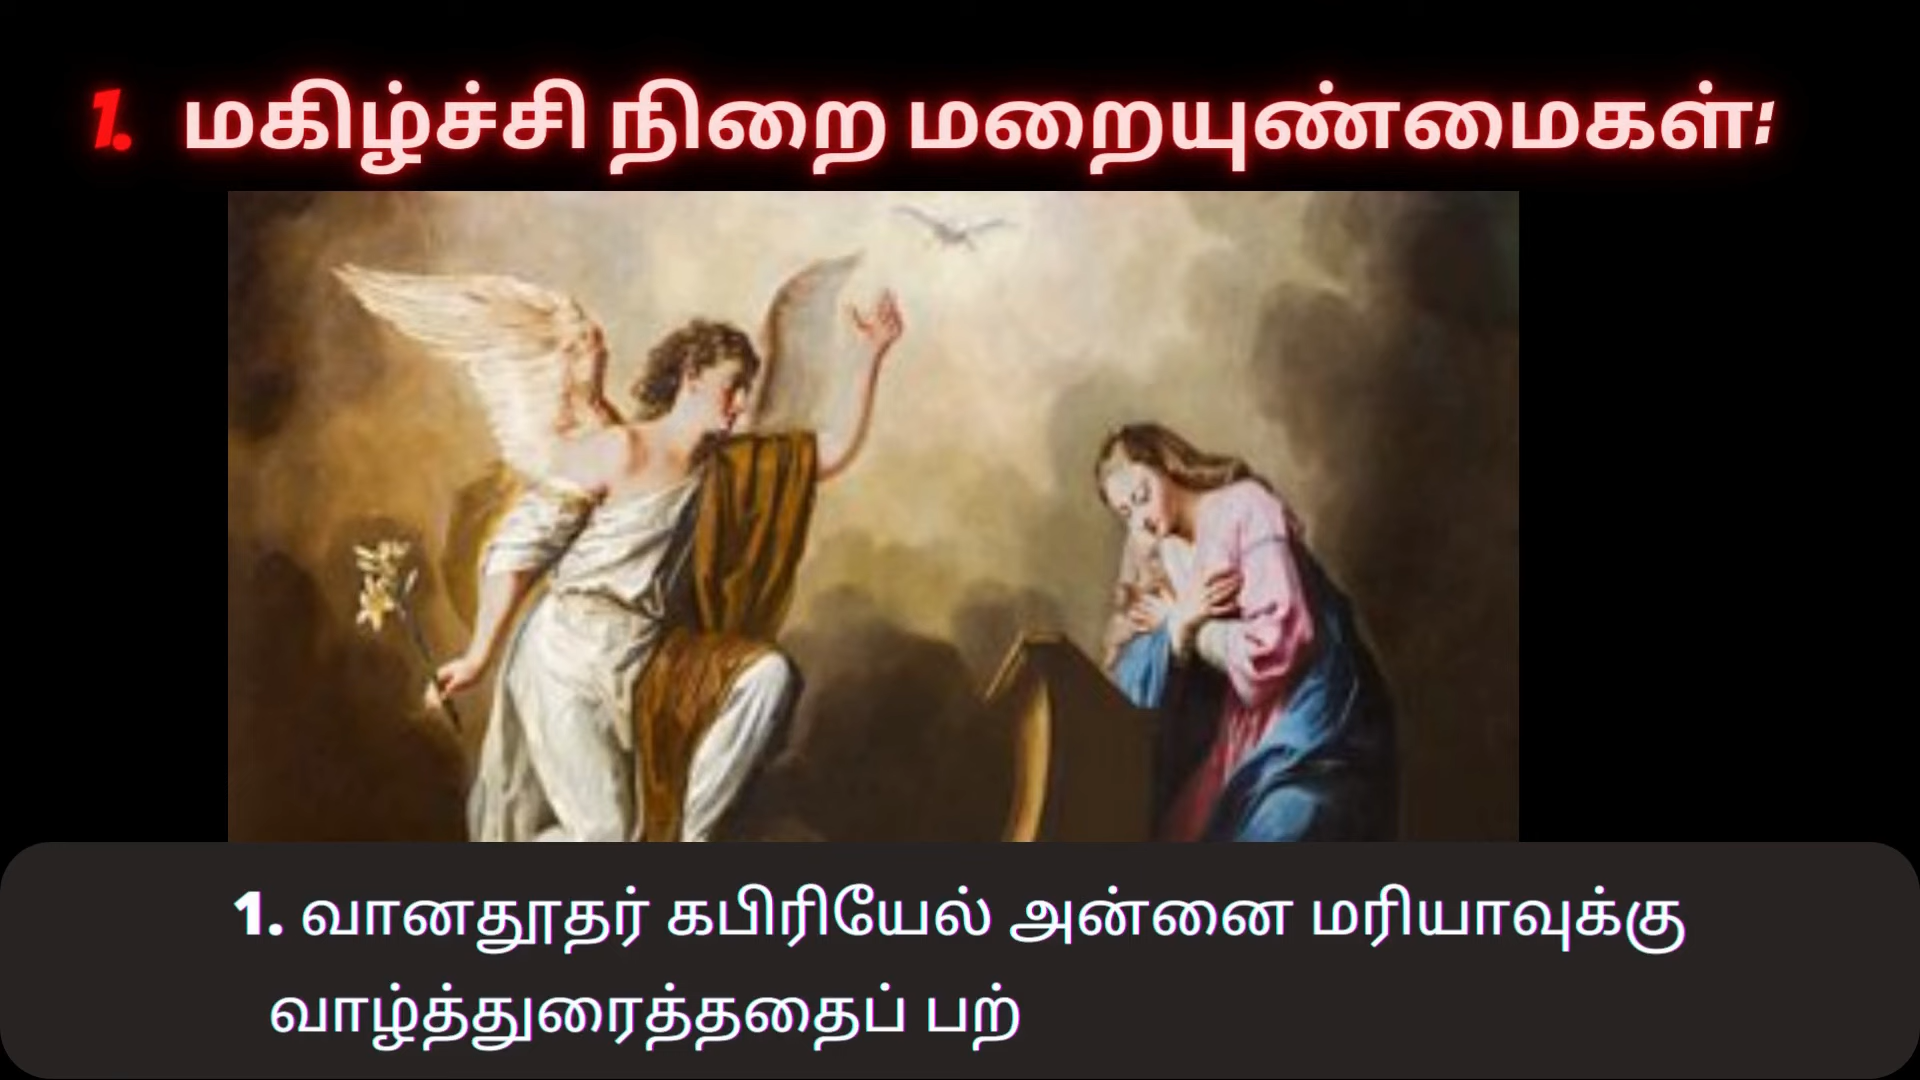 1. மகிழ்ச்சி நிறை மறையுண்மைகள்:
1. வானதூதர் கபிரியேல் அன்னை மரியாவுக்கு
வாழ்த்துரைத்ததைப் பற்